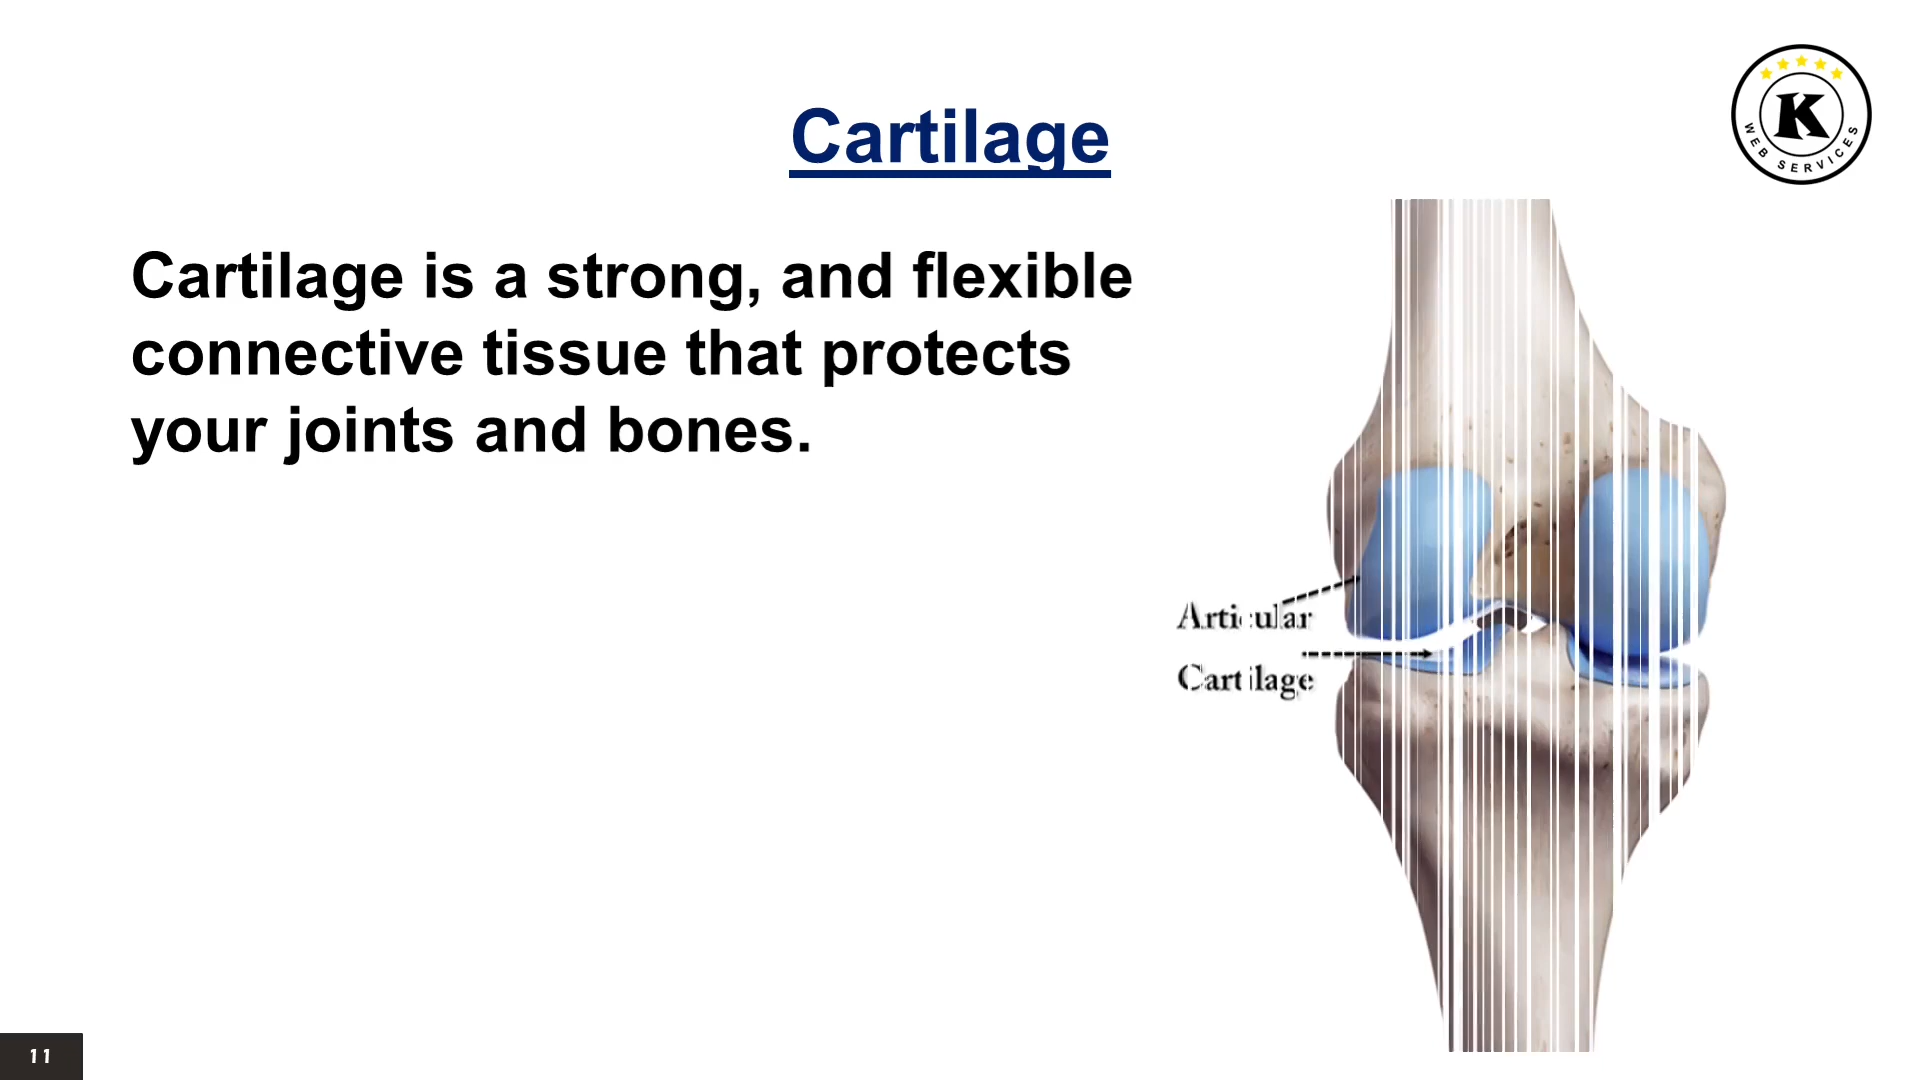 Cartilage
K
WEB SERVICES
Cartilage is a strong, and flexible
connective tissue that protects
your joints and bones.
Articular
Cartilage
11